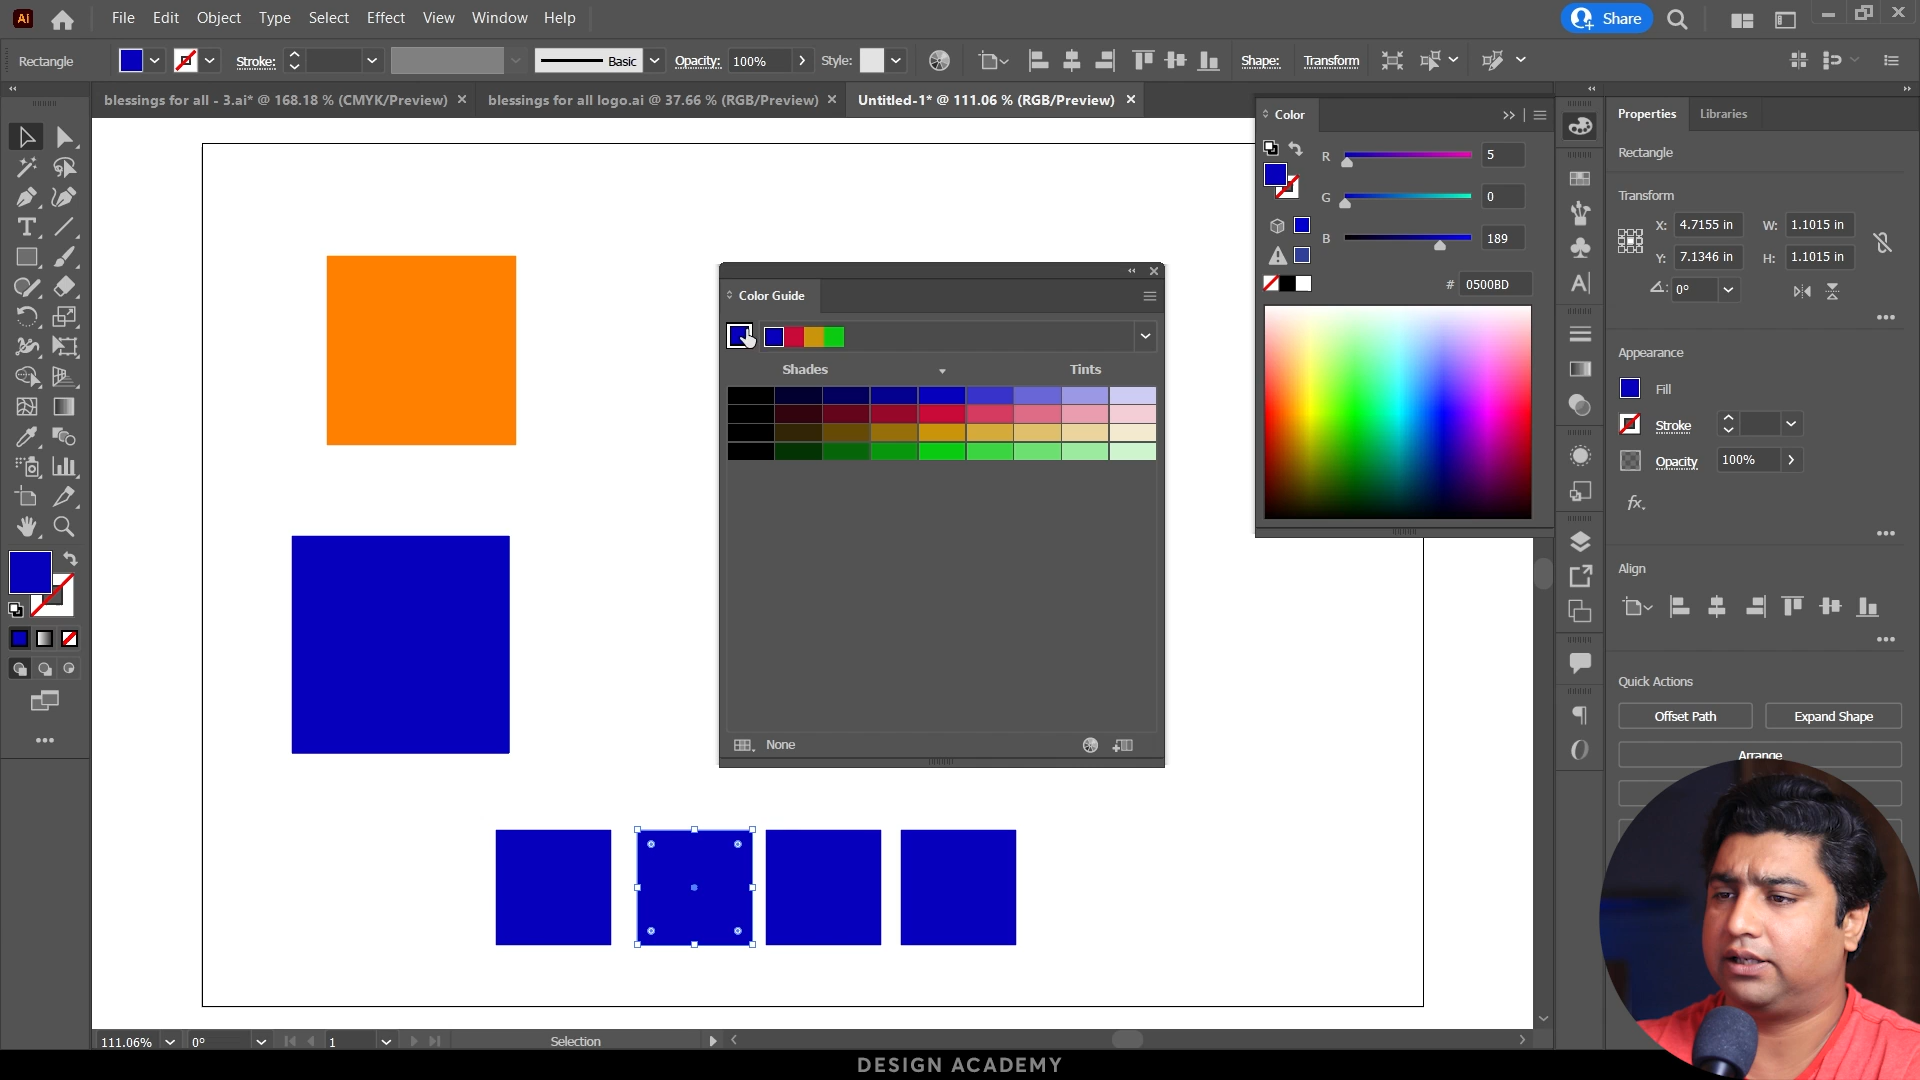 Ai File Edit Object Type Select Effect View Window Help Share
Rectangle Stroke: Basic Opacity: 100% Style: Shape: Transform
blessings for all - 3.ai* @ 168.18 % (CMYK/Preview) × blessings for all logo.ai @ 37.66 % (RGB/Preview) × Untitled-1* @ 111.06 % (RGB/Preview) ×
Color
R 5
G 0
B 189
# 0500BD
Color Guide
Shades Tints
None
Properties Libraries
Rectangle
Transform
X: 4.7155 in W: 1.1015 in
Y: 7.1346 in H: 1.1015 in
0°
Appearance
Fill
Stroke
Opacity 100%
fx.
Align
Quick Actions
Offset Path Expand Shape
Arrange
111.06% 0° 1 Selection
DESIGN ACADEMY